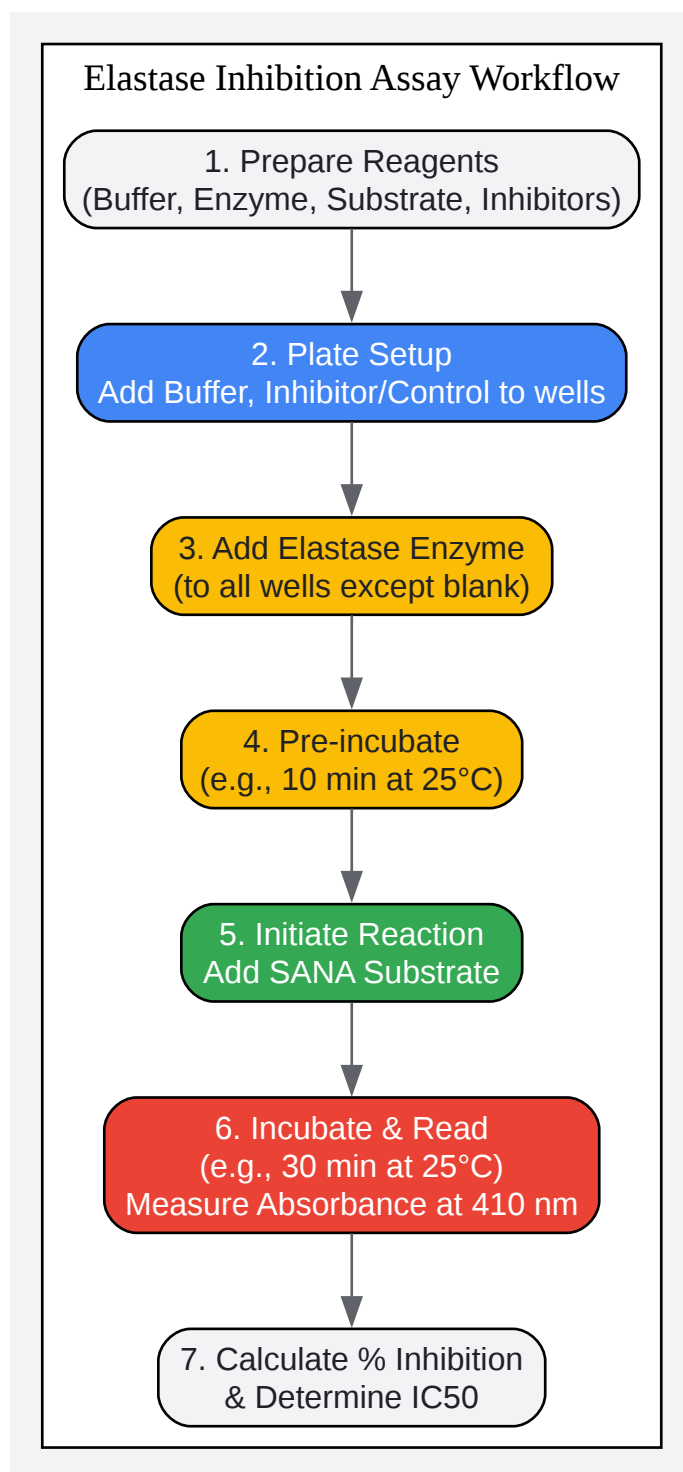 Elastase Inhibition Assay Workflow
1. Prepare Reagents
(Buffer, Enzyme, Substrate, Inhibitors)
2. Plate Setup
Add Buffer, Inhibitor/Control to wells
3. Add Elastase Enzyme
(to all wells except blank)
4. Pre-incubate
(e.g., 10 min at 25°C)
5. Initiate Reaction
Add SANA Substrate
6. Incubate & Read
(e.g., 30 min at 25°C)
Measure Absorbance at 410 nm
7. Calculate % Inhibition
& Determine IC50